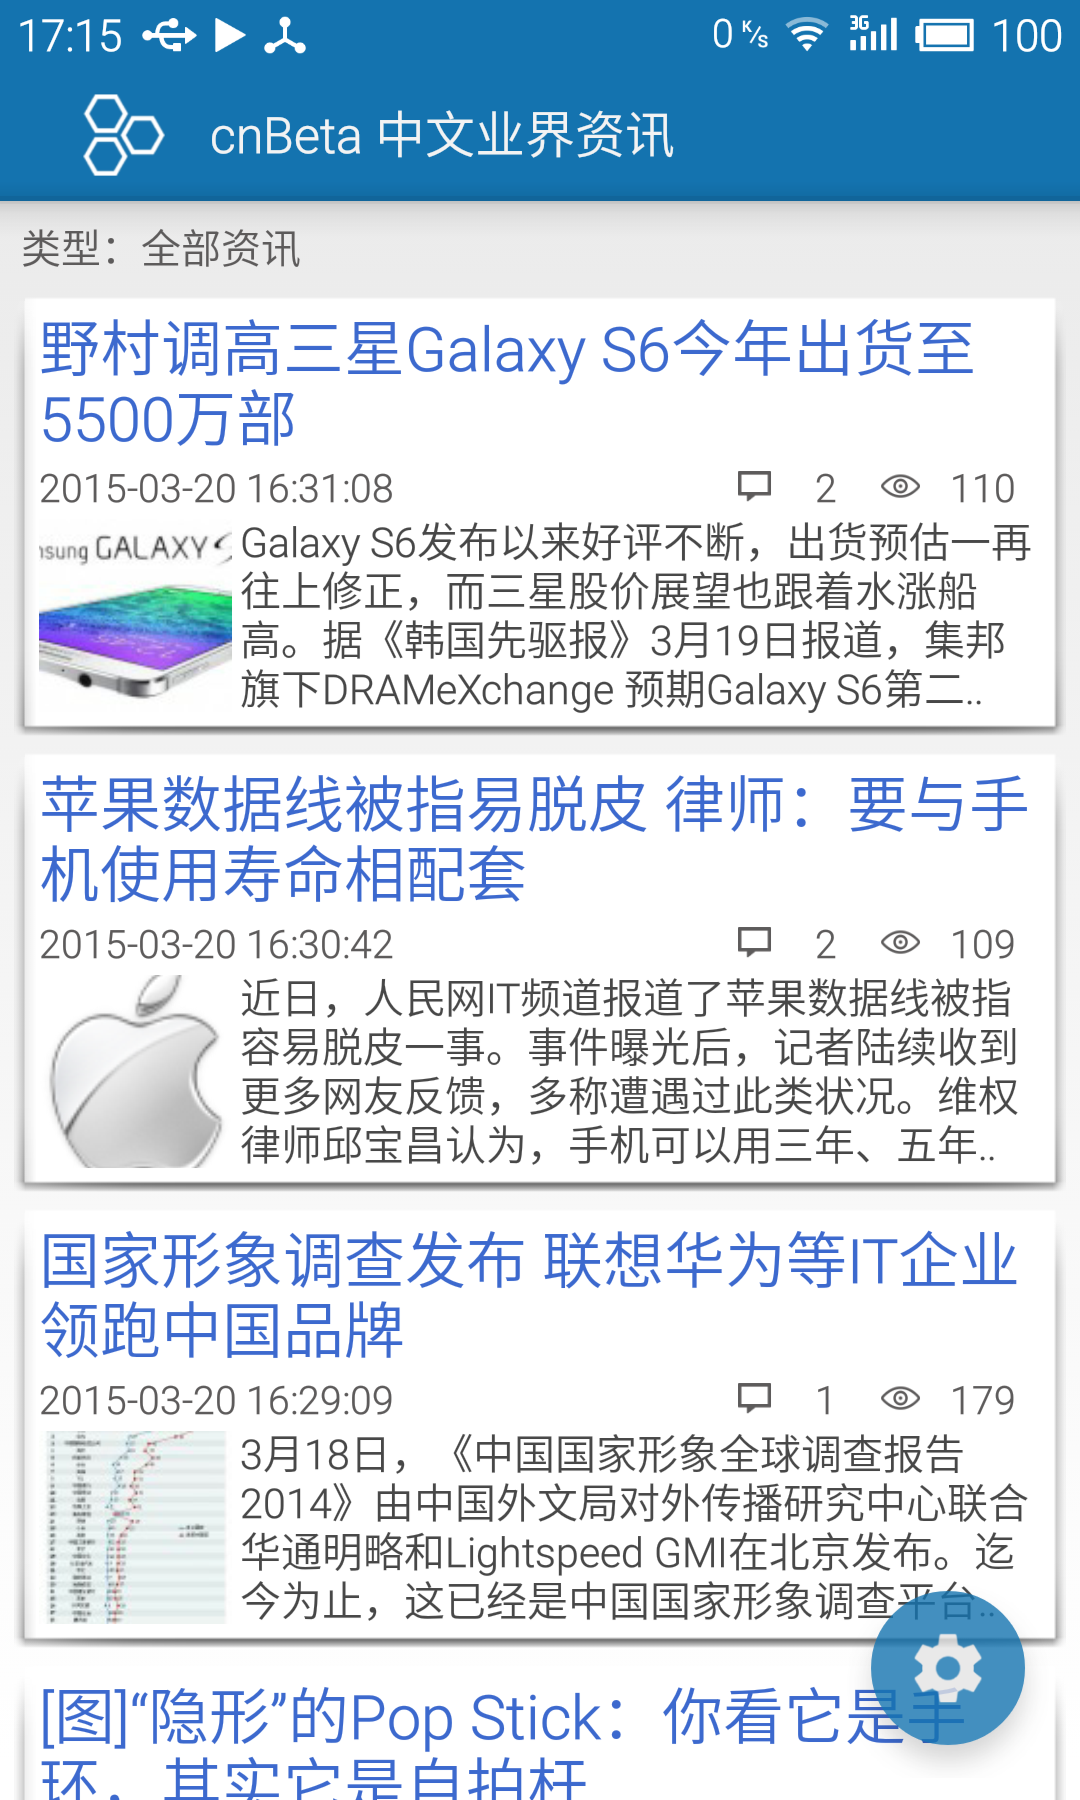 17:15 0 K/s 3G 100
cnBeta 中文业界资讯
类型：全部资讯
野村调高三星Galaxy S6今年出货至
5500万部
2015-03-20 16:31:08 2 110
nsung GALAXY S
Galaxy S6发布以来好评不断，出货预估一再
往上修正，而三星股价展望也跟着水涨船
高。据《韩国先驱报》3月19日报道，集邦
旗下DRAMeXchange 预期Galaxy S6第二..
苹果数据线被指易脱皮 律师：要与手
机使用寿命相配套
2015-03-20 16:30:42 2 109
近日，人民网IT频道报道了苹果数据线被指
容易脱皮一事。事件曝光后，记者陆续收到
更多网友反馈，多称遭遇过此类状况。维权
律师邱宝昌认为，手机可以用三年、五年..
国家形象调查发布 联想华为等IT企业
领跑中国品牌
2015-03-20 16:29:09 1 179
3月18日，《中国国家形象全球调查报告
2014》由中国外文局对外传播研究中心联合
华通明略和Lightspeed GMI在北京发布。迄
今为止，这已经是中国国家形象调查平台..
[图]“隐形”的Pop Stick：你看它是手
环，其实它是自拍杆